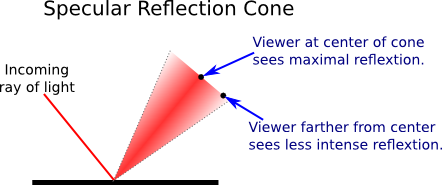 Specular Reflection Cone
Viewer at center of cone
sees maximal reflextion.
Incoming
ray of light
Viewer farther from center
sees less intense reflextion.